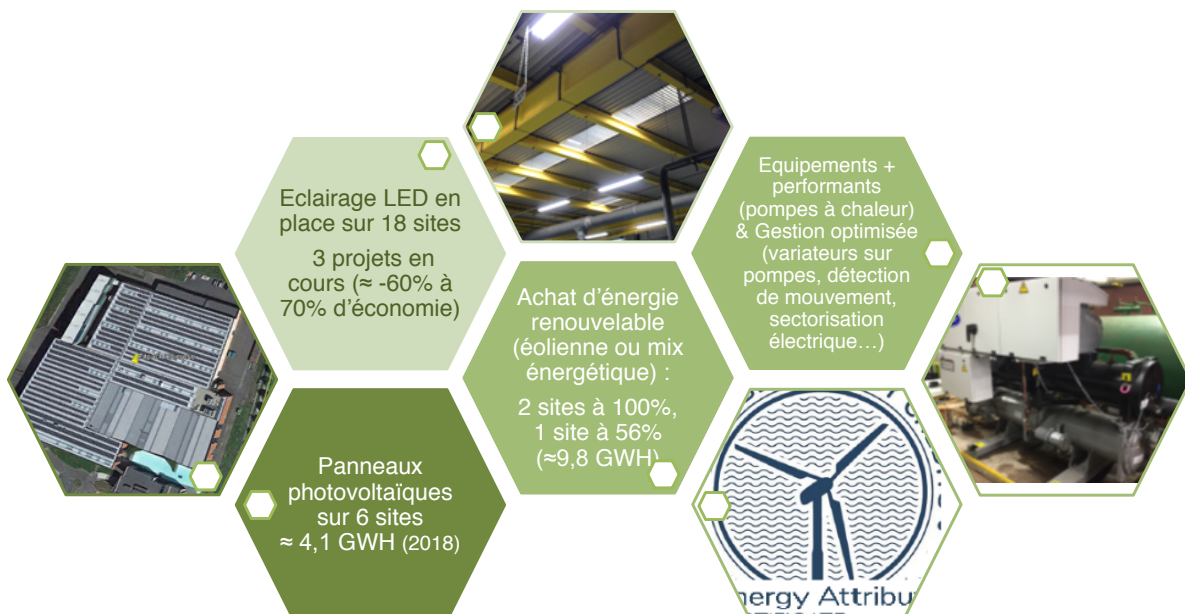 Eclairage LED en
place sur 18 sites
3 projets en
cours (≈ -60% à
70% d’économie)
Equipements +
performants
(pompes à chaleur)
& Gestion optimisée
(variateurs sur
pompes, détection
de mouvement,
sectorisation
électrique…)
Achat d’énergie
renouvelable
(éolienne ou mix
énergétique) :
2 sites à 100%,
1 site à 56%
(≈9,8 GWH)
Panneaux
photovoltaïques
sur 6 sites
≈ 4,1 GWH (2018)
nergy Attribu